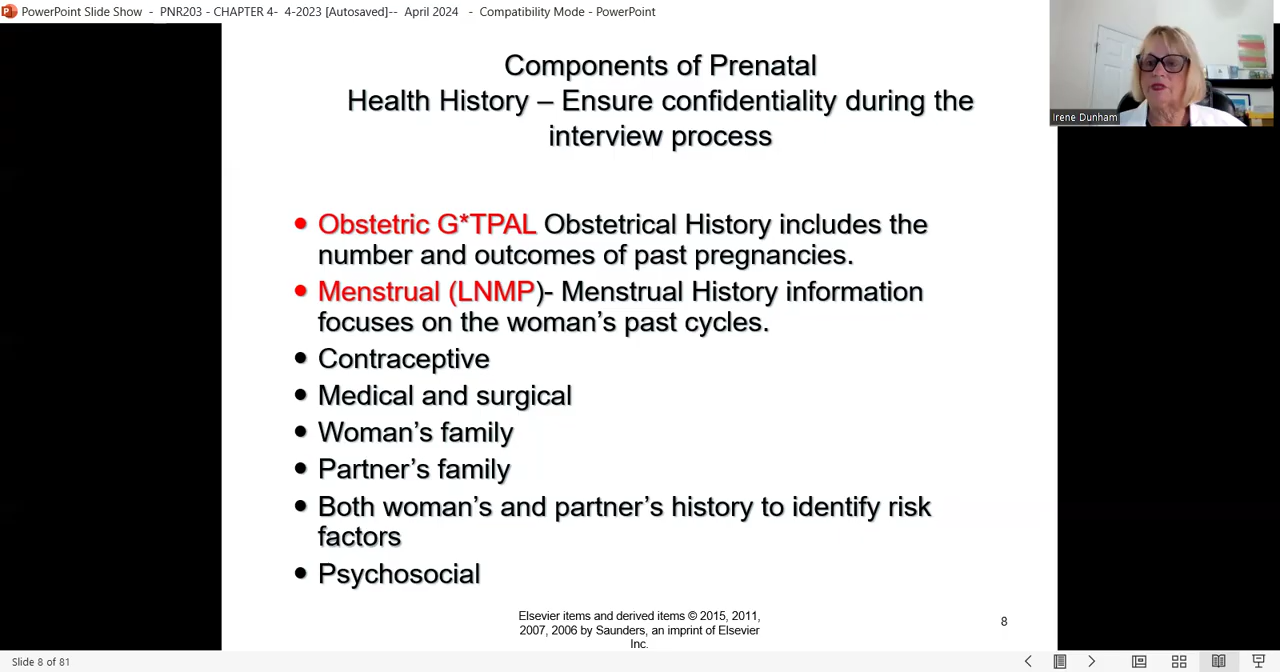 PowerPoint Slide Show - PNR203 - CHAPTER 4- 4-2023 [Autosaved]-- April 2024 - Compatibility Mode - PowerPoint
Irene Dunham
Components of Prenatal
Health History – Ensure confidentiality during the
interview process
• Obstetric G*TPAL Obstetrical History includes the
number and outcomes of past pregnancies.
• Menstrual (LNMP)- Menstrual History information
focuses on the woman’s past cycles.
• Contraceptive
• Medical and surgical
• Woman’s family
• Partner’s family
• Both woman’s and partner’s history to identify risk
factors
• Psychosocial
Elsevier items and derived items © 2015, 2011,
2007, 2006 by Saunders, an imprint of Elsevier
Inc.
8
Slide 8 of 81